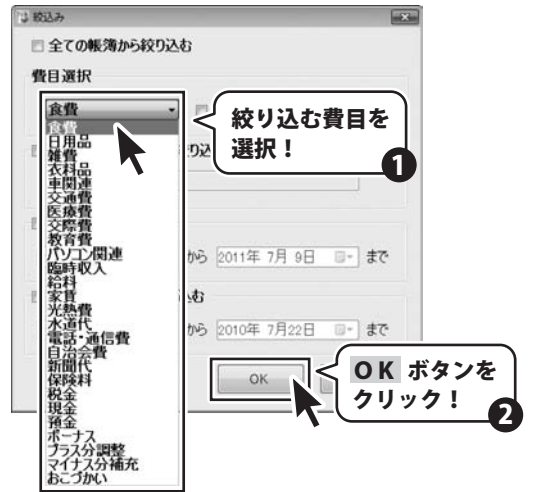 絞込み
全ての帳簿から絞り込む
費目選択
食費
食費
日用品
雑費
衣料品
車関連
交通費
医療費
交際費
教育費
パソコン関連
臨時収入
給料
家賃
光熱費
水道代
電話・通信費
自治会費
新聞代
保険料
税金
現金
預金
ボーナス
プラス分調整
マイナス分補充
おこづかい
絞り込む費目を
選択!
1
り込
から 2011年 7月 9日 まで
込む
から 2010年 7月22日 まで
OK
OK ボタンを
クリック!
2